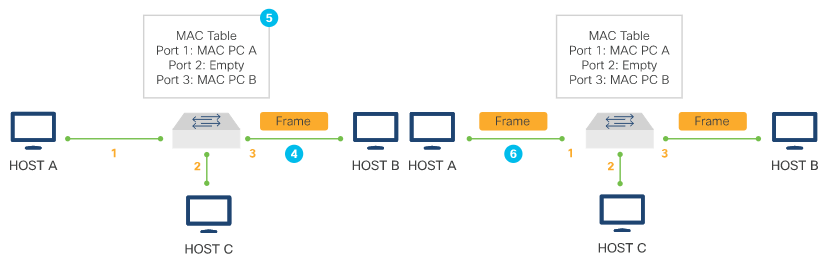 5
MAC Table
Port 1: MAC PC A
Port 2: Empty
Port 3: MAC PC B
Frame
1
3
4
2
HOST A
HOST B
HOST C
MAC Table
Port 1: MAC PC A
Port 2: Empty
Port 3: MAC PC B
Frame
Frame
6
1
3
2
HOST A
HOST B
HOST C